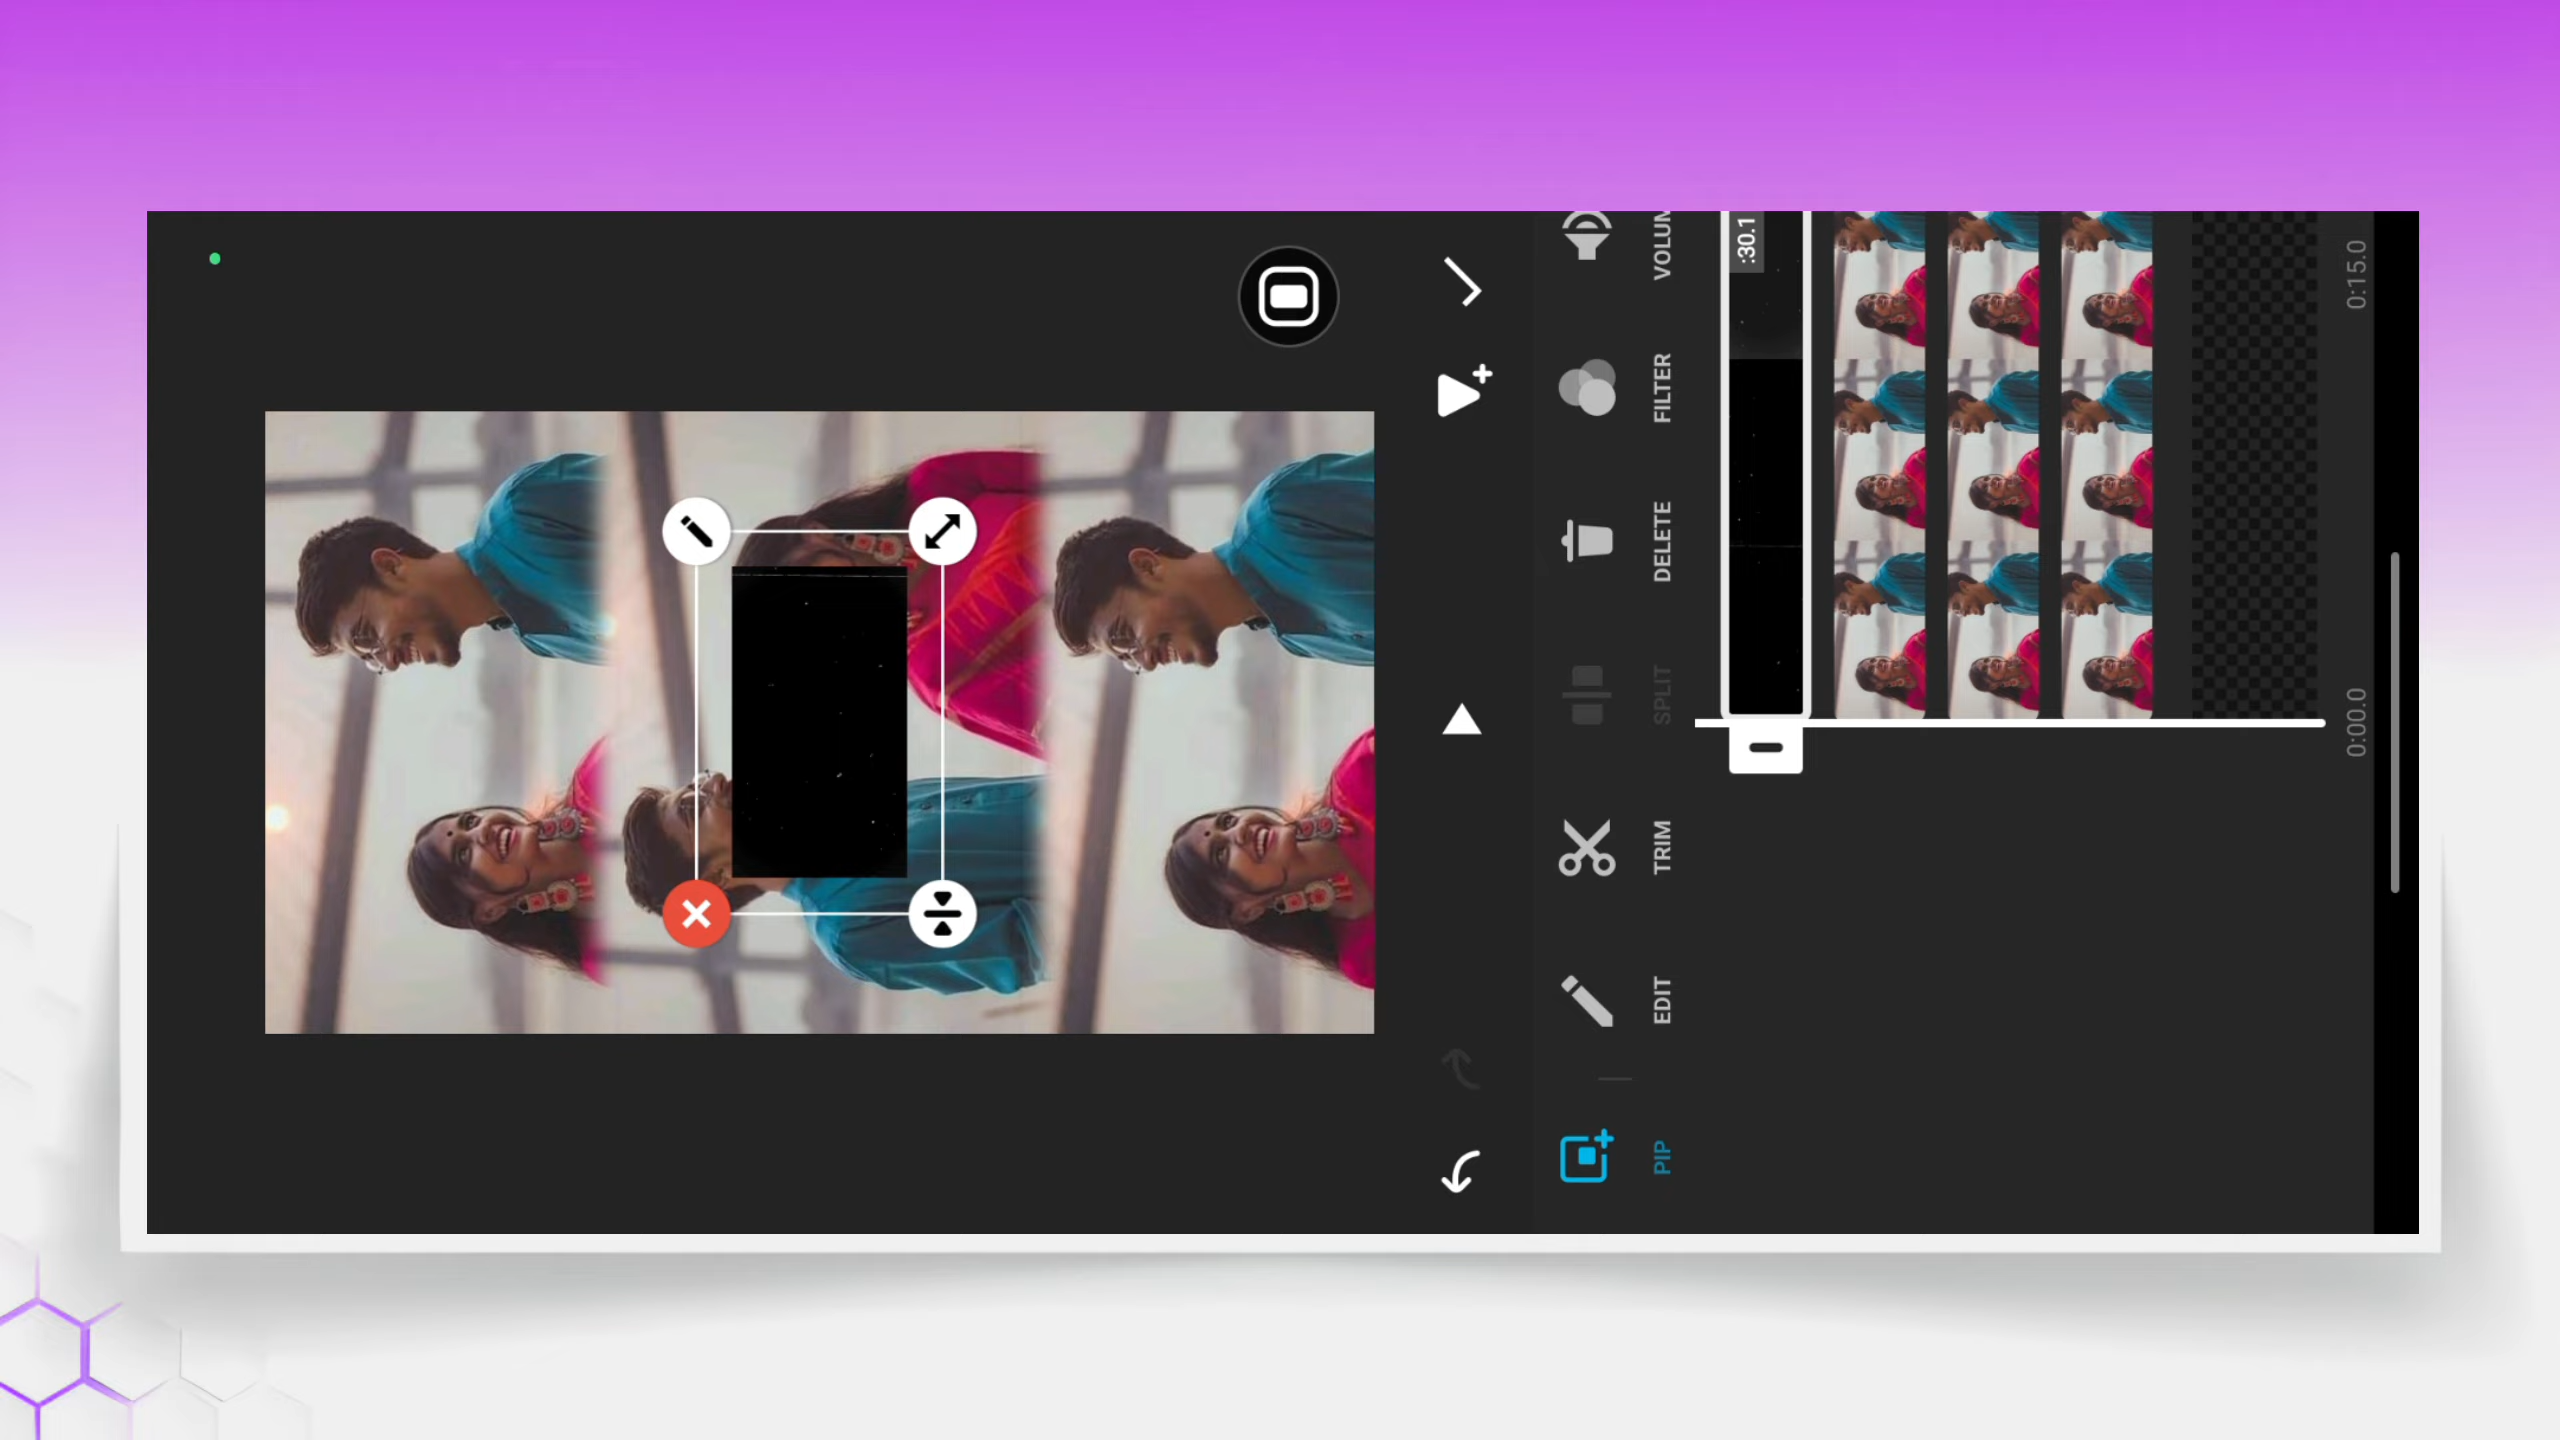 PIP
EDIT
TRIM
SPLIT
DELETE
FILTER
VOLUM
:30.1
0:00.0
0:15.0